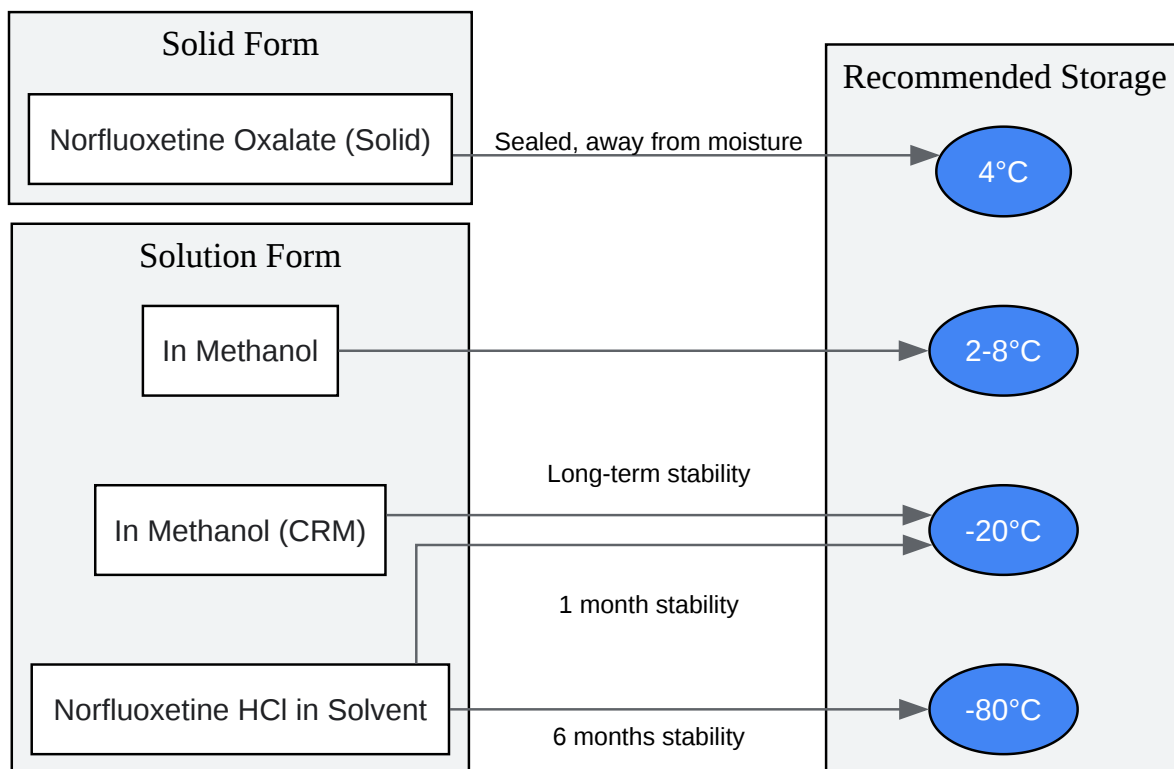 Solid Form
Recommended Storage
Norfluoxetine Oxalate (Solid)
Sealed, away from moisture
4°C
Solution Form
In Methanol
2-8°C
Long-term stability
In Methanol (CRM)
-20°C
1 month stability
Norfluoxetine HCl in Solvent
6 months stability
-80°C